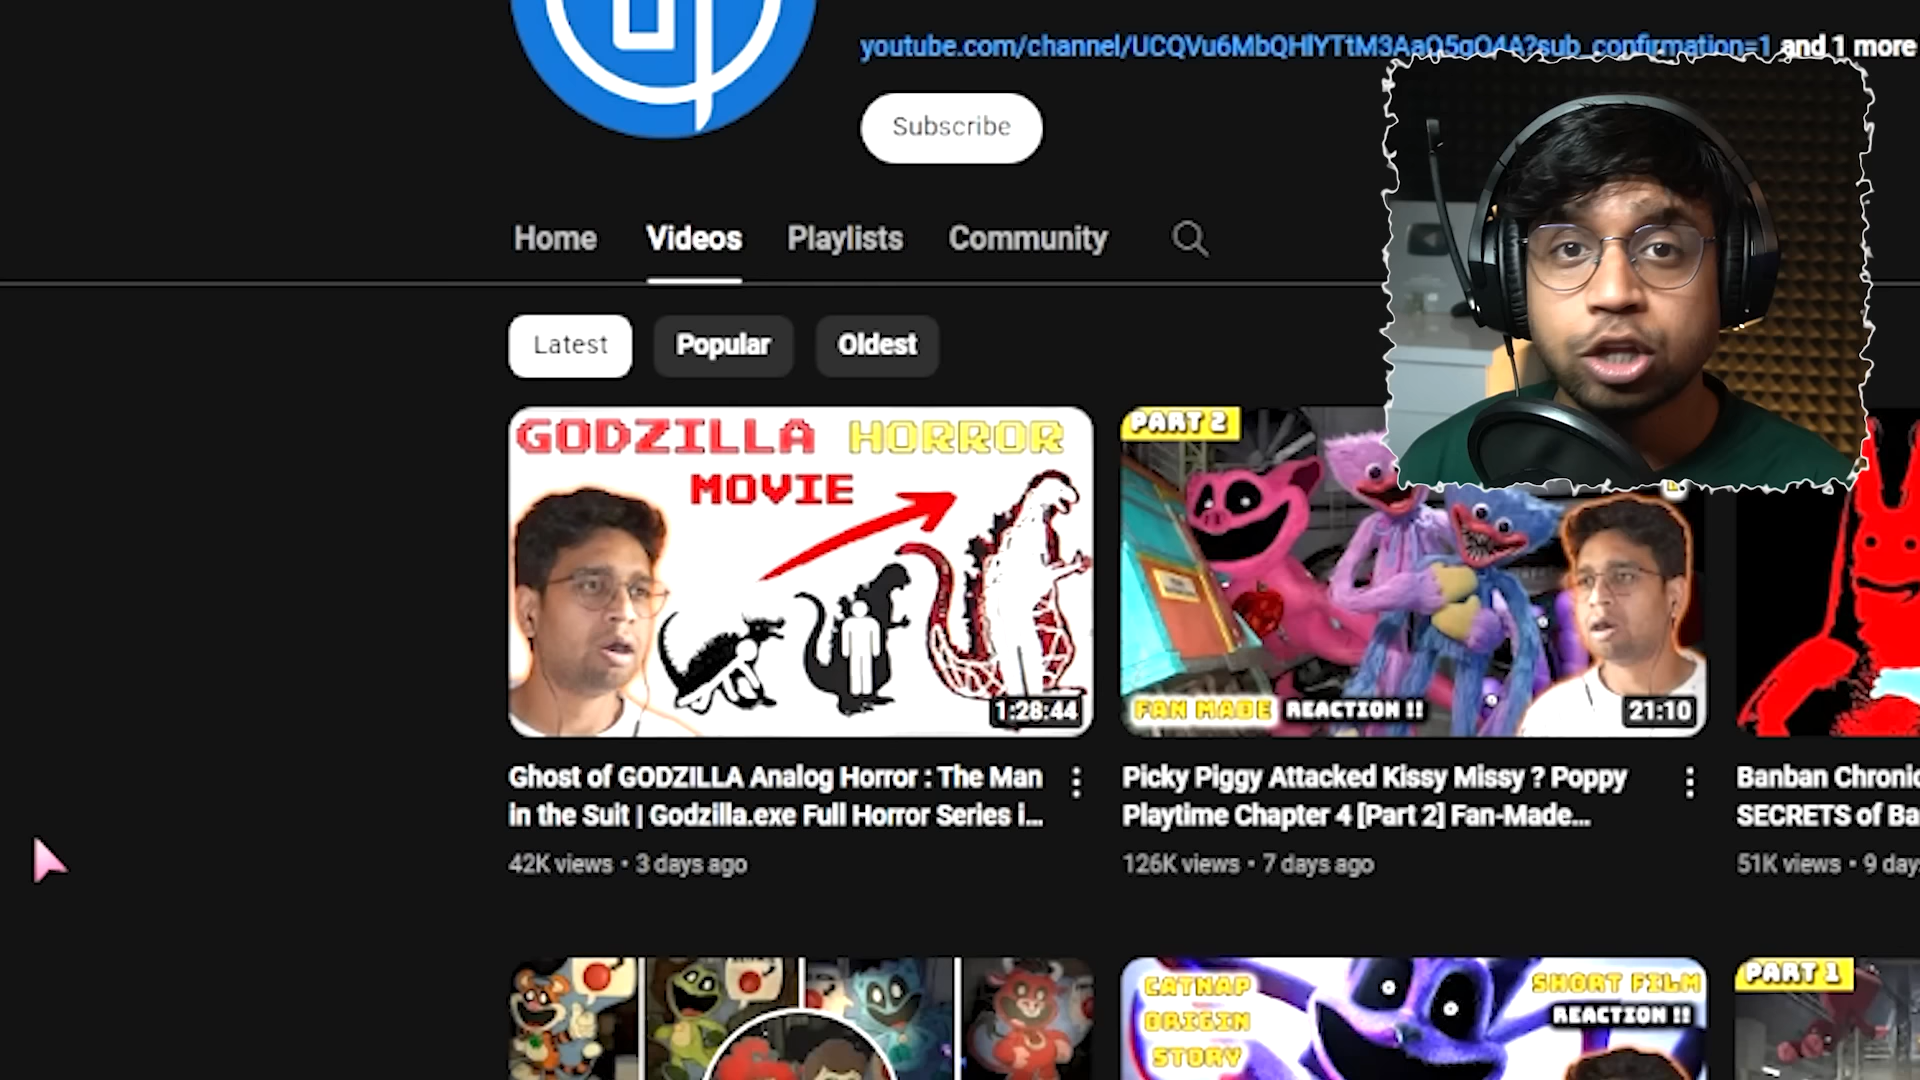 youtube.com/channel/UCQVu6MbQHlYTtM3AaO5gO4A?sub_confirmation=1 and 1 more
Subscribe
Home Videos Playlists Community
Latest Popular Oldest
GODZILLA HORROR
MOVIE
1:28:44
PART 2
FAN MADE REACTION !!
21:10
Ghost of GODZILLA Analog Horror : The Man
in the Suit | Godzilla.exe Full Horror Series i...
42K views • 3 days ago
Picky Piggy Attacked Kissy Missy ? Poppy
Playtime Chapter 4 [Part 2] Fan-Made...
126K views • 7 days ago
Banban Chronic
SECRETS of Ba
51K views • 9 day
CATNAP
ORIGIN
STORY
SHORT FILM
REACTION !!
PART 1